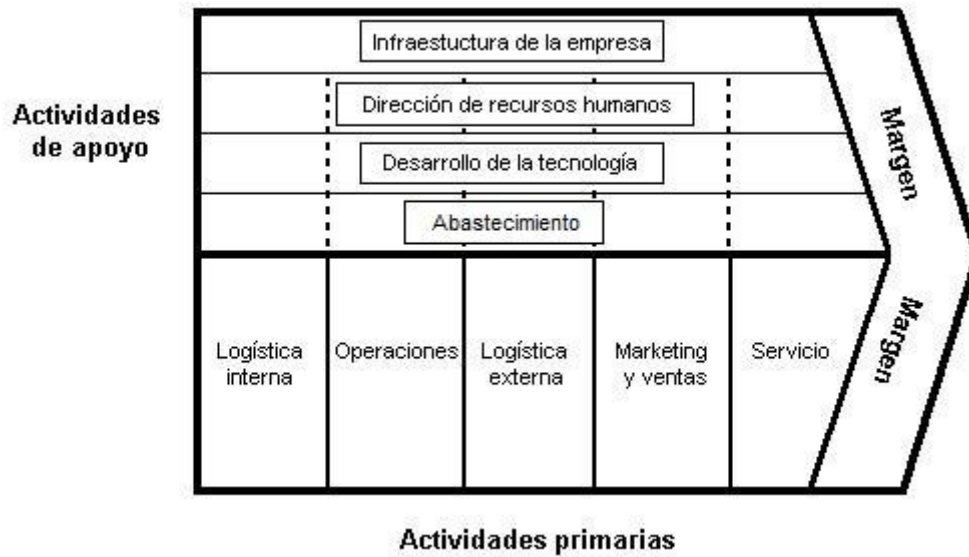 Infraestuctura de la empresa
Dirección de recursos humanos
Desarrollo de la tecnología
Abastecimiento
Actividades
de apoyo
Margen
Margen
Logística
interna
Operaciones
Logística
externa
Marketing
y ventas
Servicio
Actividades primarias